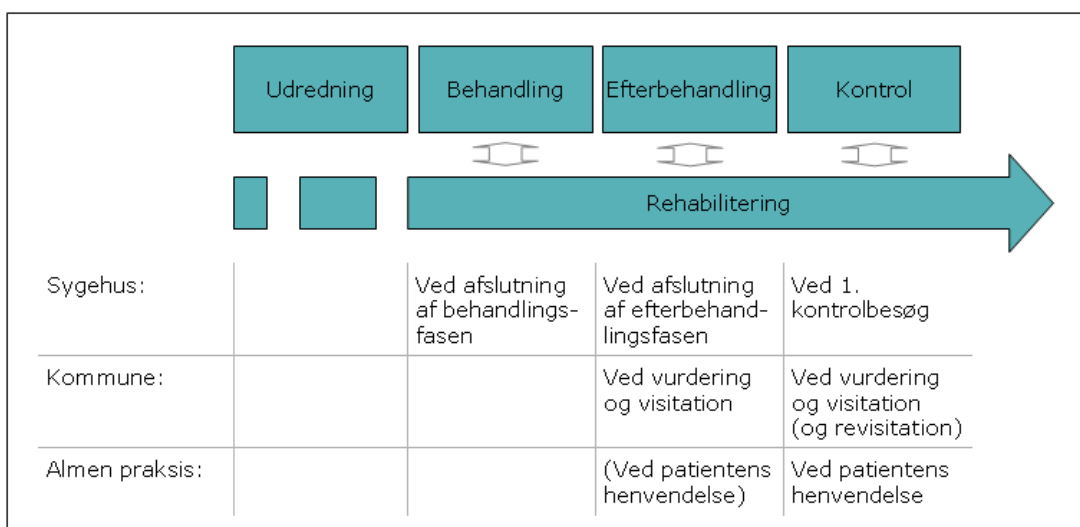 Udredning
Behandling
Efterbehandling
Kontrol
Rehabilitering
Sygehus:
Ved afslutning
af behandlings-
fasen
Ved afslutning
af efterbehand-
lingsfasen
Ved 1.
kontrolbesøg
Kommune:
Ved vurdering
og visitation
Ved vurdering
og visitation
(og revisitation)
Almen praksis:
(Ved patientens
henvendelse)
Ved patientens
henvendelse